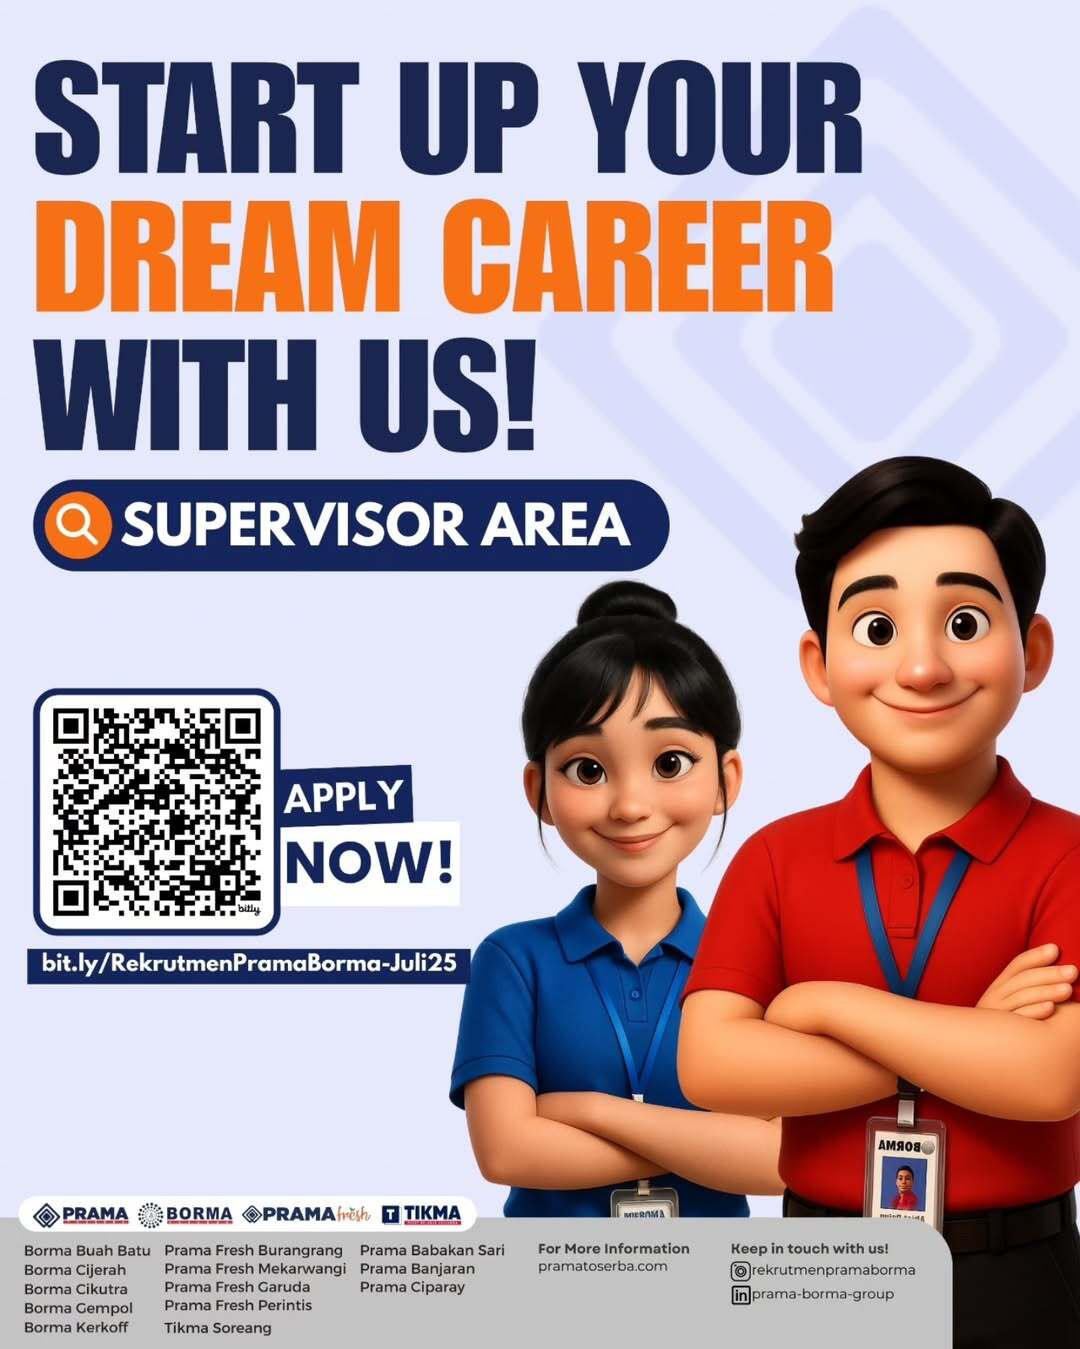 START UP YOUR
DREAM CAREER
WITH US!
SUPERVISOR AREA
bitly
APPLY
NOW!
bit.ly/RekrutmenPramaBorma-Juli25
BORMA
PRAMA
BORMA
PRAMA fresh
T TIKMA
Borma Buah Batu
Borma Cijerah
Borma Cikutra
Borma Gempol
Borma Kerkoff
Prama Fresh Burangrang
Prama Fresh Mekarwangi
Prama Fresh Garuda
Prama Fresh Perintis
Tikma Soreang
Prama Babakan Sari
Prama Banjaran
Prama Ciparay
For More Information
pramatoserba.com
Keep in touch with us!
rekrutmenpramaborma
in prama-borma-group